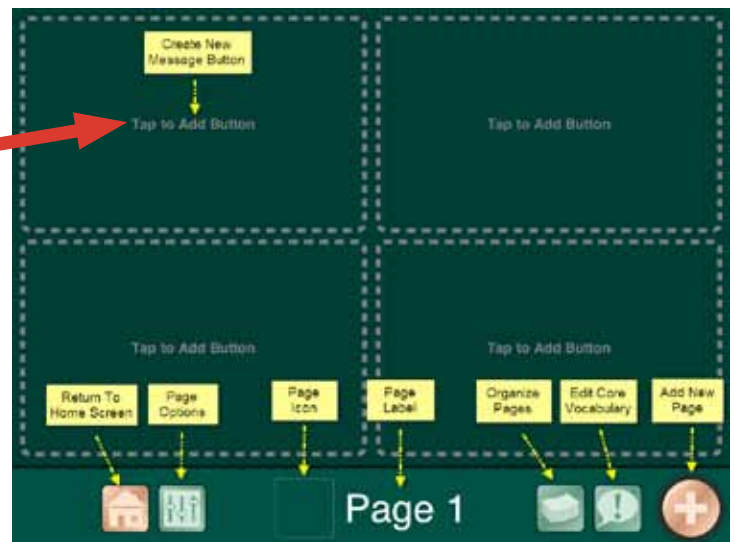 Create New
Message Button
Tap to Add Button
Tap to Add Button
Tap to Add Button
Tap to Add Button
Return To
Home Screen
Page
Options
Page
Icon
Page
Label
Organize
Pages
Edit Core
Vocabulary
Add New
Page
Page 1